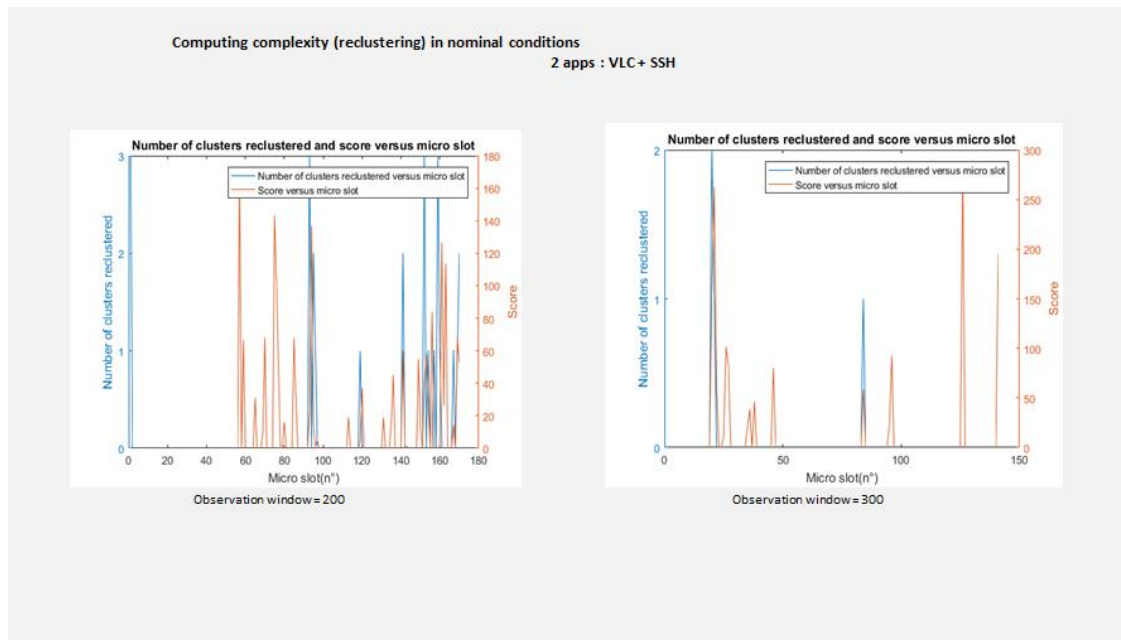 Computing complexity (reclustering) in nominal conditions
2 apps : VLC + SSH
Number of clusters reclustered and score versus micro slot
Number of clusters reclustered versus micro slot
Score versus micro slot
Number of clusters reclustered
3
2
1
0
180
160
140
120
100
80
60
40
20
0
Score
0 20 40 60 80 100 120 140 160 180
Micro slot(n°)
Observation window = 200
Number of clusters reclustered and score versus micro slot
Number of clusters reclustered versus micro slot
Score versus micro slot
Number of clusters reclustered
2
1
0
300
250
200
150
100
50
0
Score
0 50 100 150
Micro slot(n°)
Observation window = 300